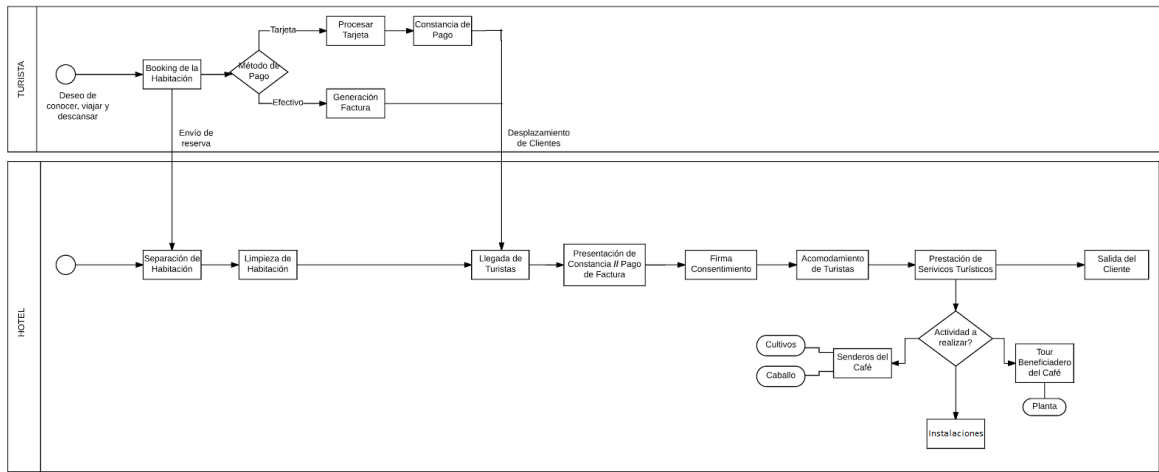 TURISTA
Deseo de
conocer, viajar y
descansar
Booking de la
Habitación
Método de
Pago
Tarjeta
Efectivo
Procesar
Tarjeta
Constancia de
Pago
Generación
Factura
Envío de
reserva
Desplazamiento
de Clientes
HOTEL
Separación de
Habitación
Limpieza de
Habitación
Llegada de
Turistas
Presentación de
Constancia // Pago
de Factura
Firma
Consentimiento
Acomodamiento
de Turistas
Prestación de
Serivicos Turísticos
Salida del
Cliente
Actividad a
realizar?
Cultivos
Caballo
Senderos del
Café
Tour
Beneficiadero
del Café
Planta
Instalaciones